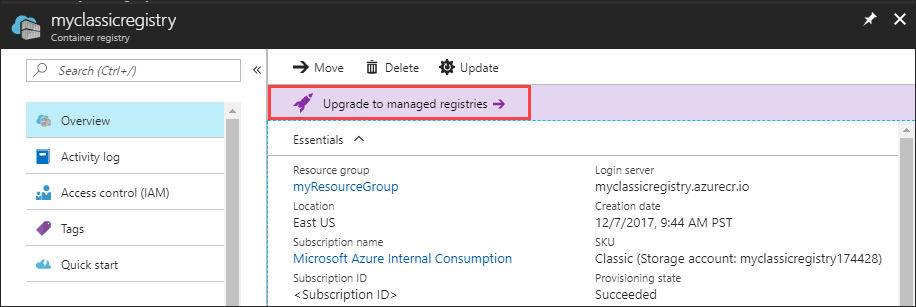 myclassicregistry
Container registry
Search (Ctrl+/)
«
Overview
Activity log
Access control (IAM)
Tags
Quick start
Move
Delete
Update
Upgrade to managed registries
Essentials
Resource group
myResourceGroup
Location
East US
Subscription name
Microsoft Azure Internal Consumption
Subscription ID
<Subscription ID>
Login server
myclassicregistry.azurecr.io
Creation date
12/7/2017, 9:44 AM PST
SKU
Classic (Storage account: myclassicregistry174428)
Provisioning state
Succeeded